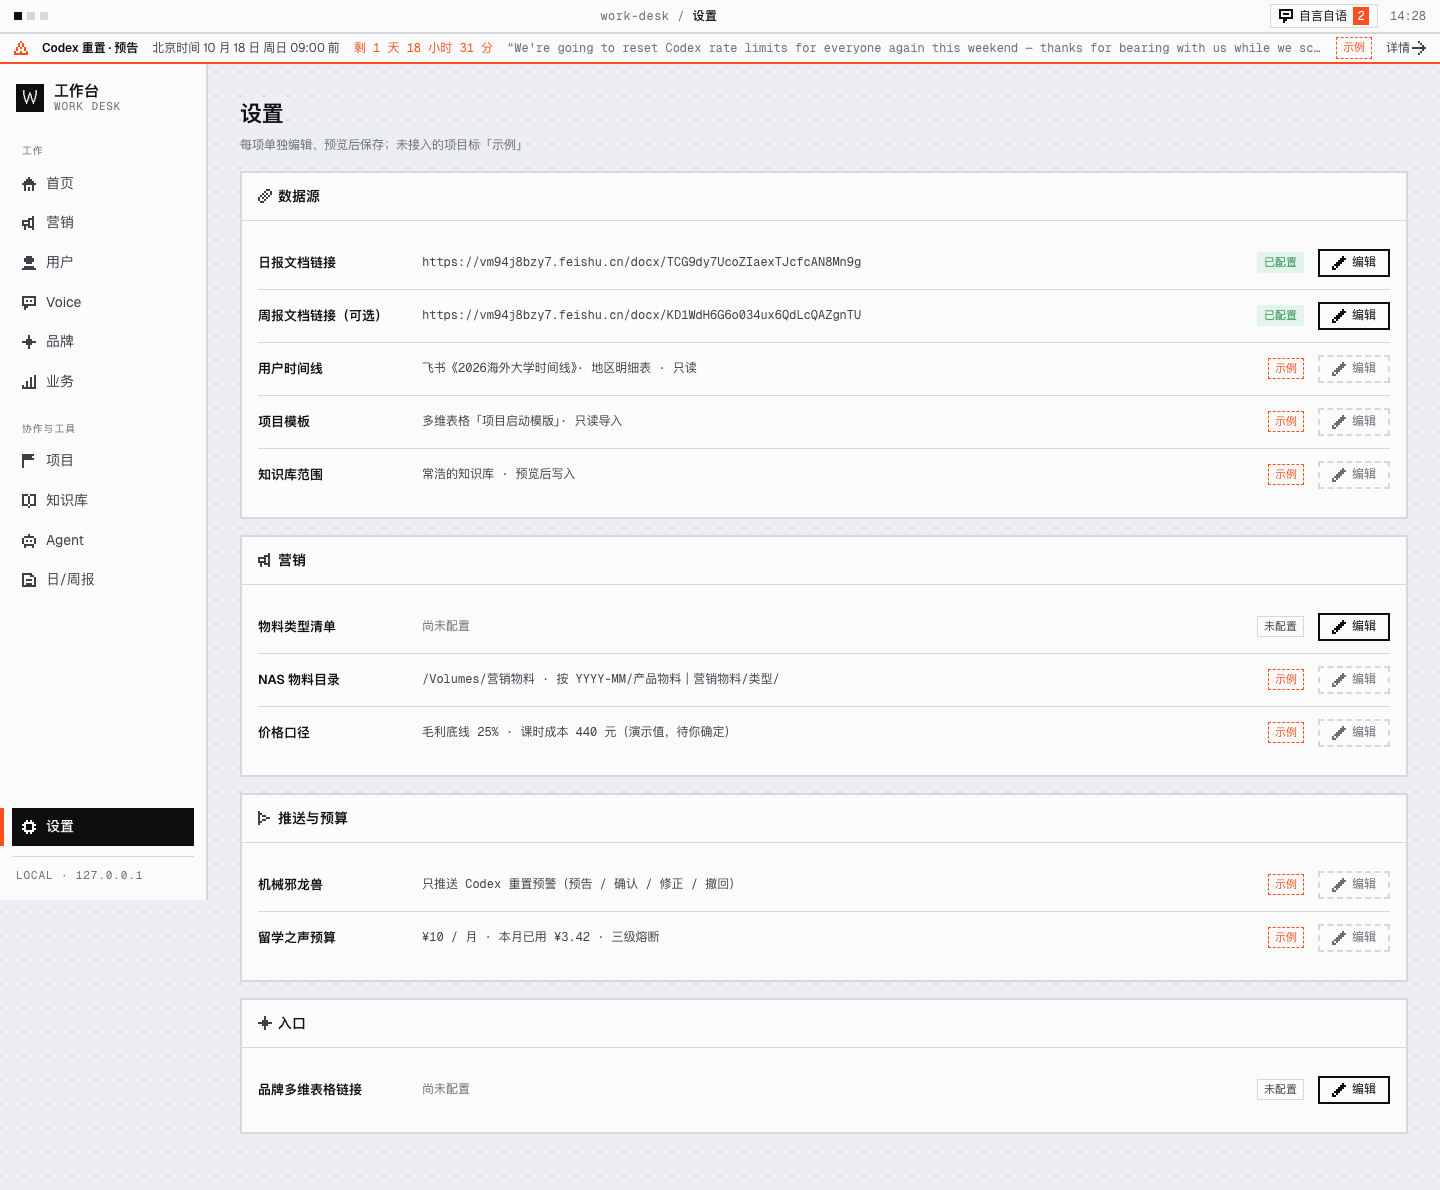 work-desk / 设置
自言自语 2
14:28
Codex 重置 · 预告 北京时间 10 月 18 日 周日 09:00 前 剩 1 天 18 小时 31 分 “We're going to reset Codex rate limits for everyone again this weekend — thanks for bearing with us while we sc… 示例 详情
W 工作台
WORK DESK
工作
首页
营销
用户
Voice
品牌
业务
协作与工具
项目
知识库
Agent
日/周报
设置
LOCAL · 127.0.0.1
设置
每项单独编辑、预览后保存；未接入的项目标「示例」
数据源
日报文档链接 https://vm94j8bzy7.feishu.cn/docx/TCG9dy7UcoZIaexTJcfcAN8Mn9g 已配置 编辑
周报文档链接（可选） https://vm94j8bzy7.feishu.cn/docx/KD1WdH6G6o034ux6QdLcQAZgnTU 已配置 编辑
用户时间线 飞书《2026海外大学时间线》· 地区明细表 · 只读 示例 编辑
项目模板 多维表格「项目启动模版」· 只读导入 示例 编辑
知识库范围 常浩的知识库 · 预览后写入 示例 编辑
营销
物料类型清单 尚未配置 未配置 编辑
NAS 物料目录 /Volumes/营销物料 · 按 YYYY-MM/产品物料｜营销物料/类型/ 示例 编辑
价格口径 毛利底线 25% · 课时成本 440 元（演示值，待你确定） 示例 编辑
推送与预算
机械邪龙兽 只推送 Codex 重置预警（预告 / 确认 / 修正 / 撤回） 示例 编辑
留学之声预算 ¥10 / 月 · 本月已用 ¥3.42 · 三级熔断 示例 编辑
入口
品牌多维表格链接 尚未配置 未配置 编辑